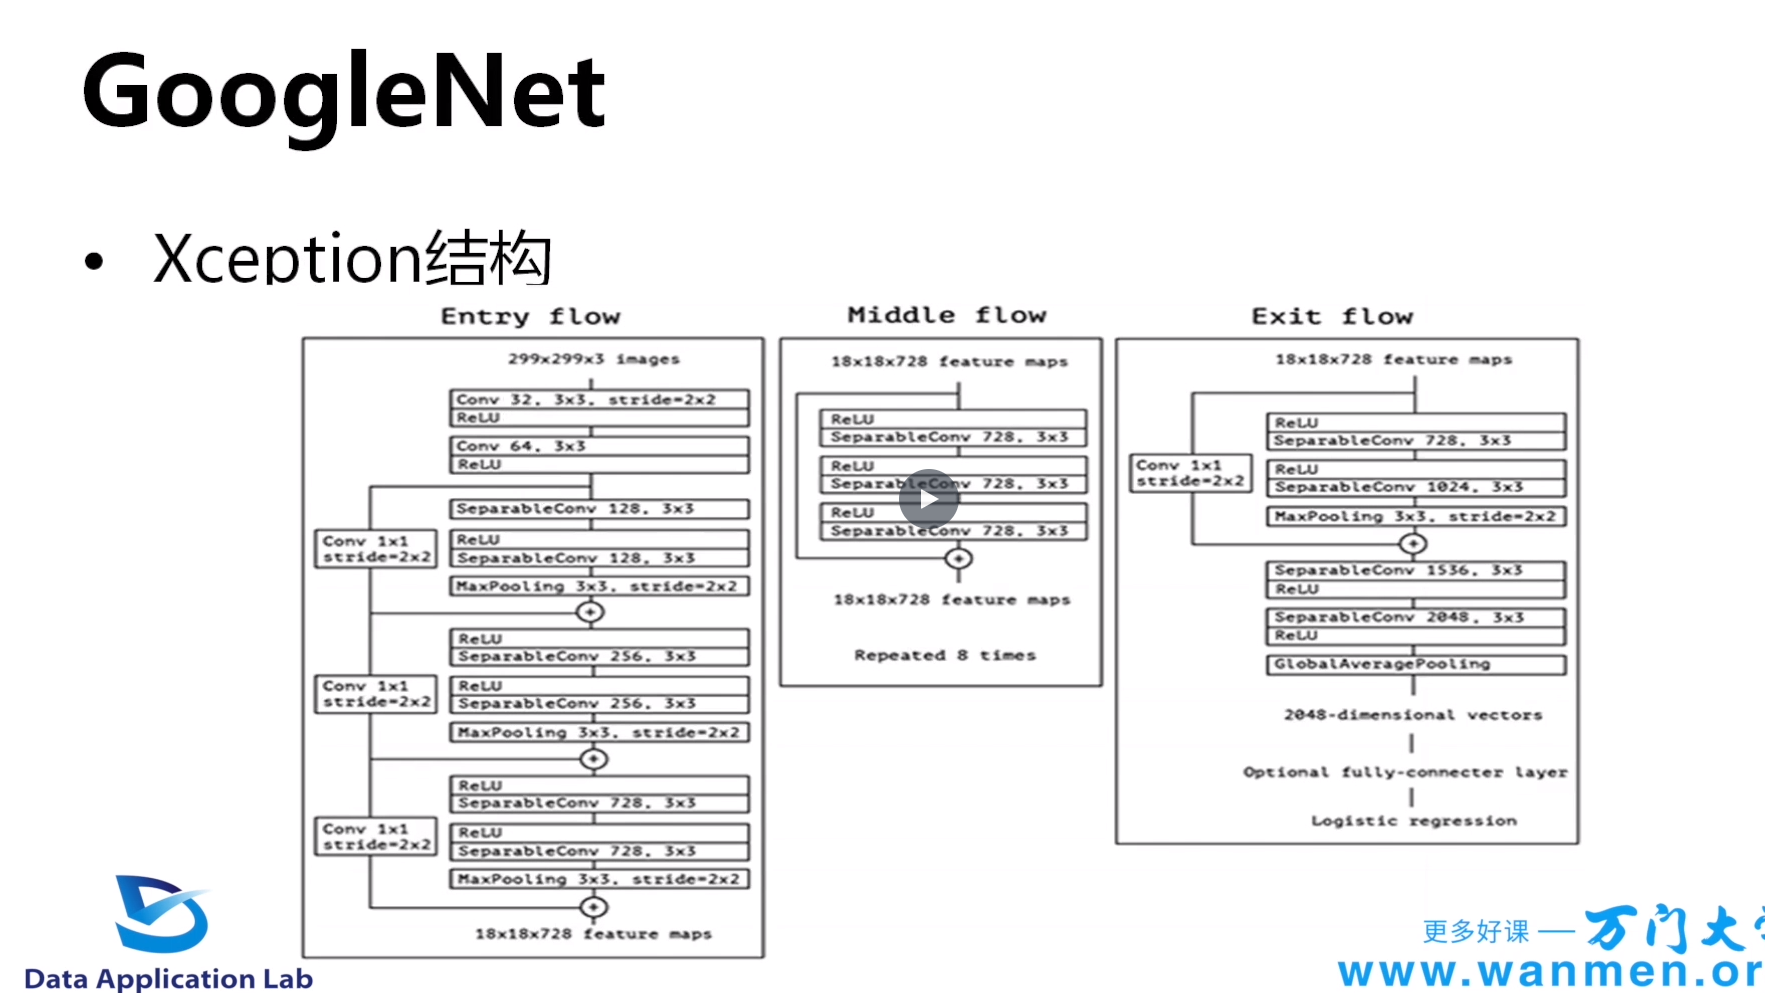 GoogleNet
• Xception结构
Entry flow
299x299x3 images
Conv 32, 3x3, stride=2x2
ReLU
Conv 64, 3x3
ReLU
SeparableConv 128, 3x3
Conv 1x1
stride=2x2
ReLU
SeparableConv 128, 3x3
MaxPooling 3x3, stride=2x2
+
ReLU
SeparableConv 256, 3x3
Conv 1x1
stride=2x2
ReLU
SeparableConv 256, 3x3
MaxPooling 3x3, stride=2x2
+
ReLU
SeparableConv 728, 3x3
Conv 1x1
stride=2x2
ReLU
SeparableConv 728, 3x3
MaxPooling 3x3, stride=2x2
+
18x18x728 feature maps
Middle flow
18x18x728 feature maps
ReLU
SeparableConv 728, 3x3
ReLU
SeparableConv 728, 3x3
ReLU
SeparableConv 728, 3x3
+
18x18x728 feature maps
Repeated 8 times
Exit flow
18x18x728 feature maps
ReLU
SeparableConv 728, 3x3
Conv 1x1
stride=2x2
ReLU
SeparableConv 1024, 3x3
MaxPooling 3x3, stride=2x2
+
SeparableConv 1536, 3x3
ReLU
SeparableConv 2048, 3x3
ReLU
GlobalAveragePooling
2048-dimensional vectors
Optional fully-connecter layer
Logistic regression
Data Application Lab
更多好课 — 万门大学
www.wanmen.or